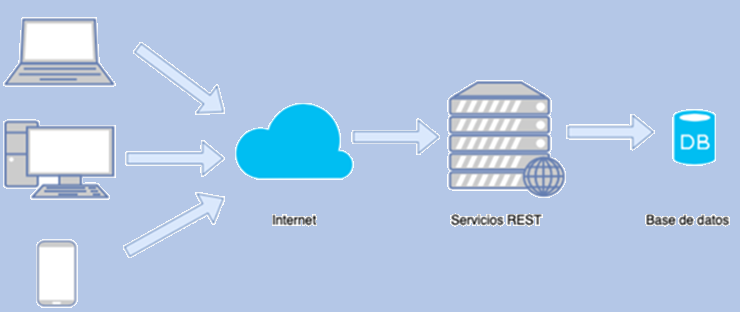 DB
Internet
Servicios REST
Base de datos